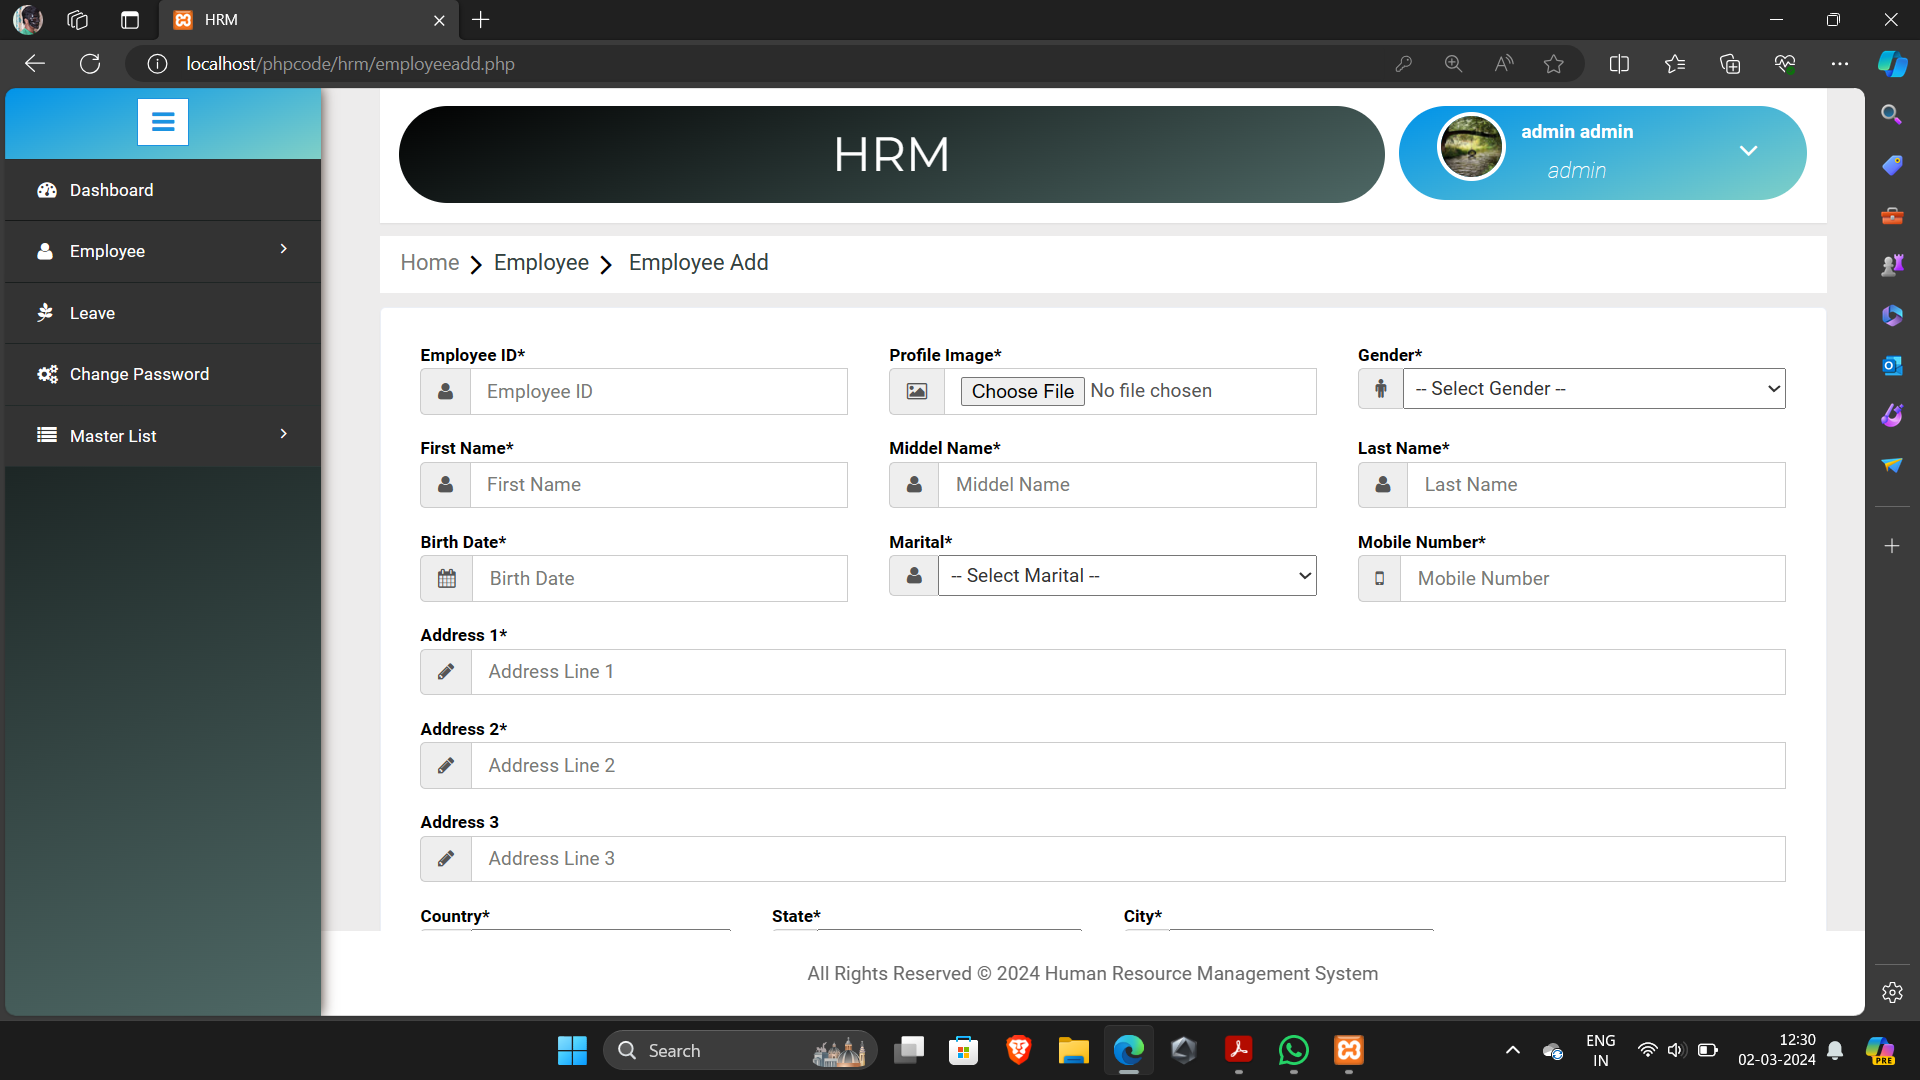 HRM
localhost/phpcode/hrm/employeeadd.php
HRM
admin admin
admin
Dashboard
Employee
Leave
Change Password
Master List
Home Employee Employee Add
Employee ID* Profile Image* Gender*
Employee ID Choose File No file chosen -- Select Gender --
First Name* Middel Name* Last Name*
First Name Middel Name Last Name
Birth Date* Marital* Mobile Number*
Birth Date -- Select Marital -- Mobile Number
Address 1*
Address Line 1
Address 2*
Address Line 2
Address 3
Address Line 3
Country* State* City*
All Rights Reserved © 2024 Human Resource Management System
Search
ENG
IN
12:30
02-03-2024
PRE